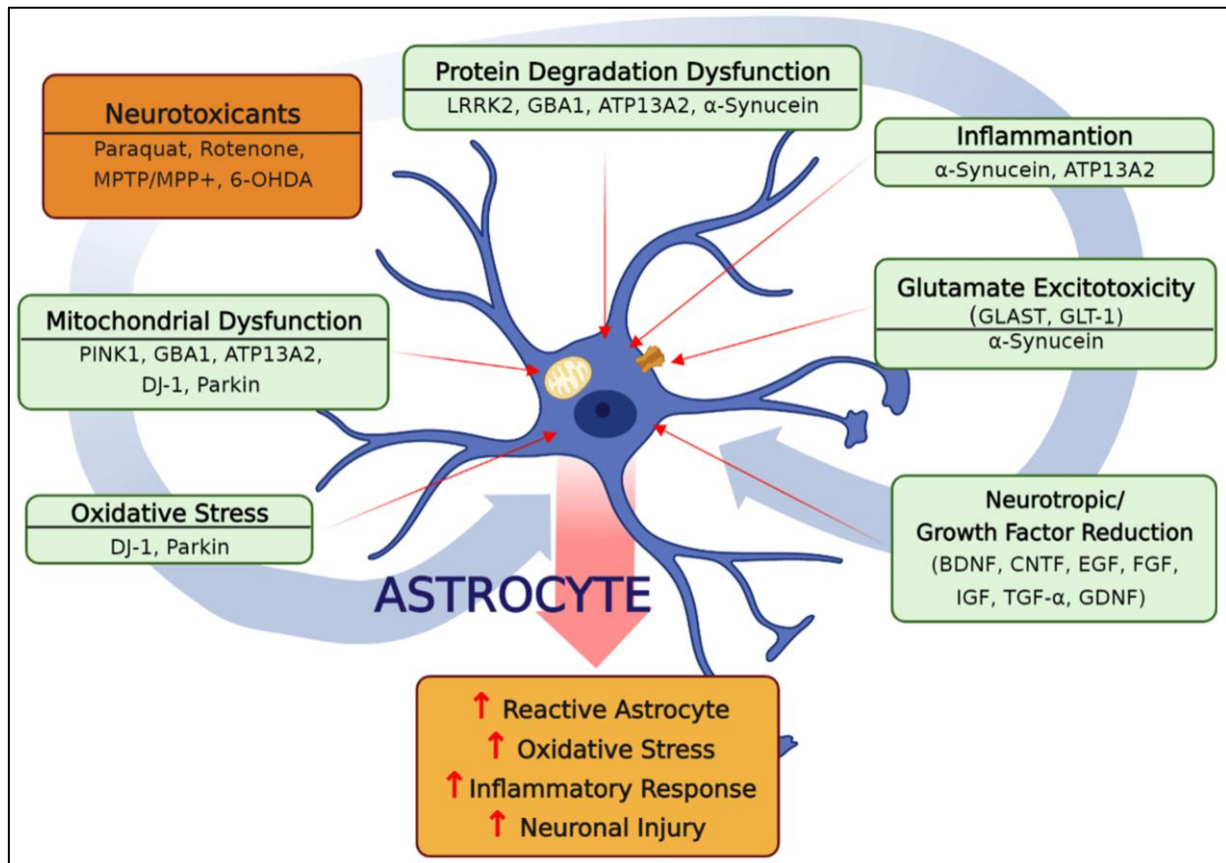 Neurotoxicants
Paraquat, Rotenone,
MPTP/MPP+, 6-OHDA
Protein Degradation Dysfunction
LRRK2, GBA1, ATP13A2, α-Synucein
Inflammantion
α-Synucein, ATP13A2
Mitochondrial Dysfunction
PINK1, GBA1, ATP13A2,
DJ-1, Parkin
Glutamate Excitotoxicity
(GLAST, GLT-1)
α-Synucein
Oxidative Stress
DJ-1, Parkin
Neurotropic/
Growth Factor Reduction
(BDNF, CNTF, EGF, FGF,
IGF, TGF-α, GDNF)
ASTROCYTE
↑ Reactive Astrocyte
↑ Oxidative Stress
↑ Inflammatory Response
↑ Neuronal Injury